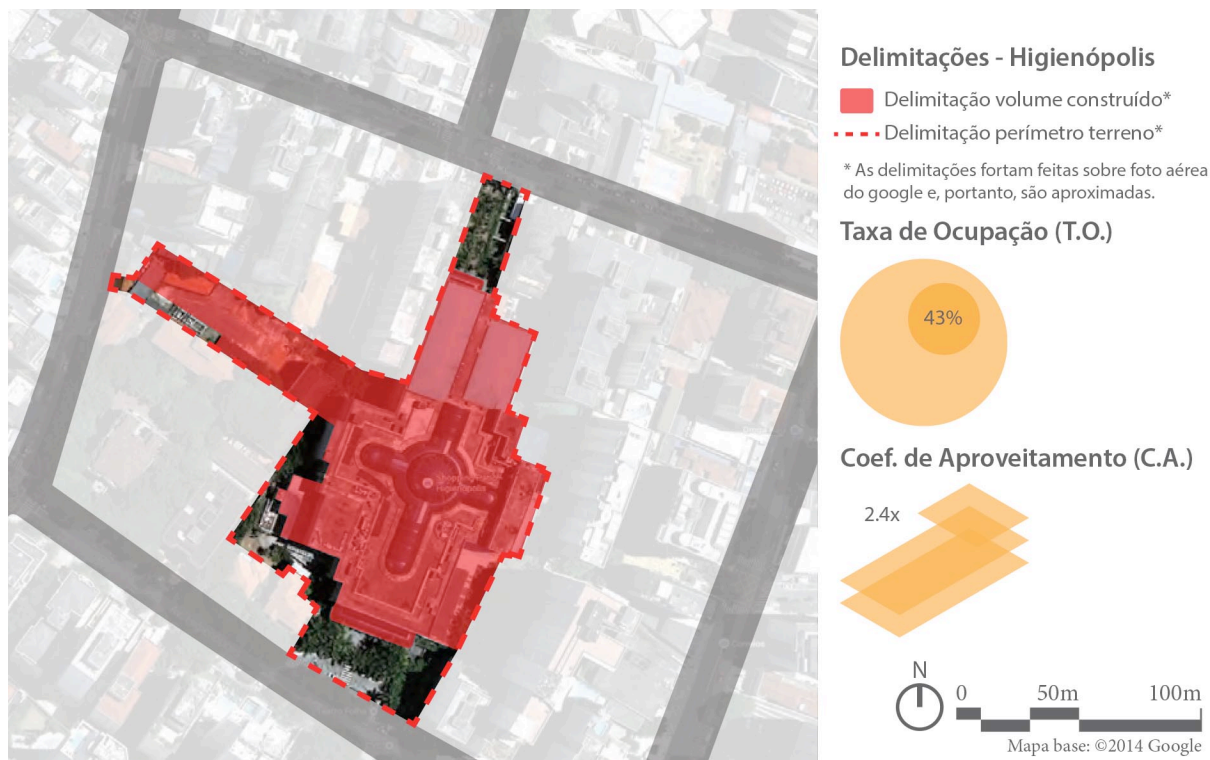 Delimitações - Higienópolis
Delimitação volume construído*
Delimitação perímetro terreno*
* As delimitações fortam feitas sobre foto aérea
do google e, portanto, são aproximadas.
Taxa de Ocupação (T.O.)
43%
Coef. de Aproveitamento (C.A.)
2.4x
N
0 50m 100m
Mapa base: ©2014 Google